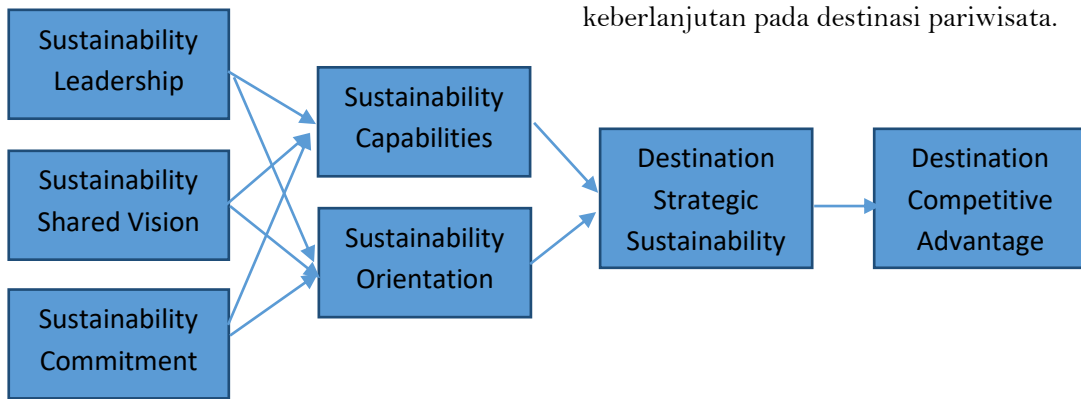 keberlanjutan pada destinasi pariwisata.
Sustainability
Leadership
Sustainability
Shared Vision
Sustainability
Commitment
Sustainability
Capabilities
Sustainability
Orientation
Destination
Strategic
Sustainability
Destination
Competitive
Advantage